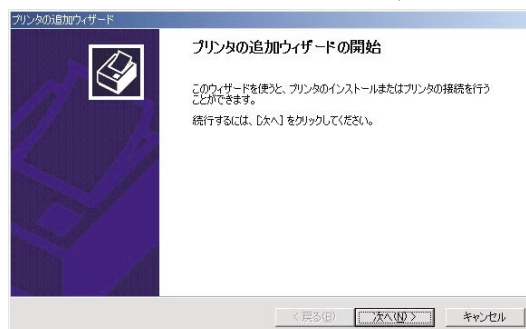 プリンタの追加ウィザード
プリンタの追加ウィザードの開始
このウィザードを使うと、プリンタのインストールまたはプリンタの接続を行う
ことができます。
続行するには、[次へ] をクリックしてください。
< 戻る(B)
次へ(N) >
キャンセル